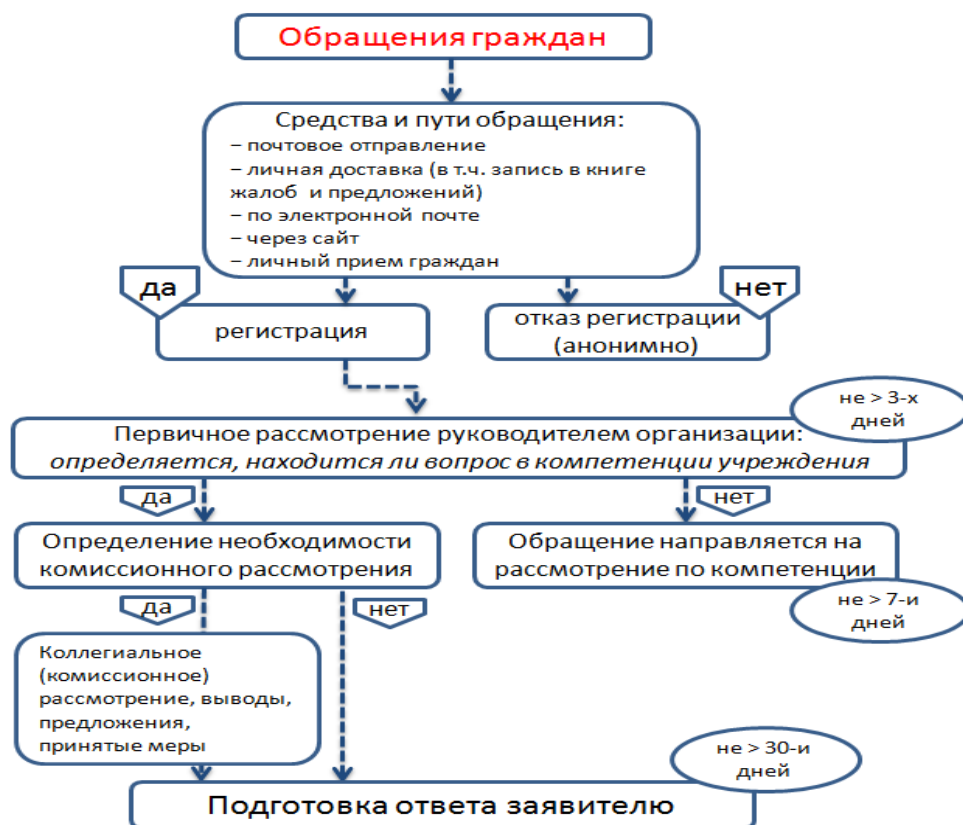 Обращения граждан
Средства и пути обращения:
− почтовое отправление
− личная доставка (в т.ч. запись в книге
жалоб и предложений)
− по электронной почте
− через сайт
− личный прием граждан
да
нет
регистрация
отказ регистрации
(анонимно)
не > 3-х
дней
Первичное рассмотрение руководителем организации:
определяется, находится ли вопрос в компетенции учреждения
да
нет
Определение необходимости
комиссионного рассмотрения
Обращение направляется на
рассмотрение по компетенции
не > 7-и
дней
да
нет
Коллегиальное
(комиссионное)
рассмотрение, выводы,
предложения,
принятые меры
не > 30-и
дней
Подготовка ответа заявителю